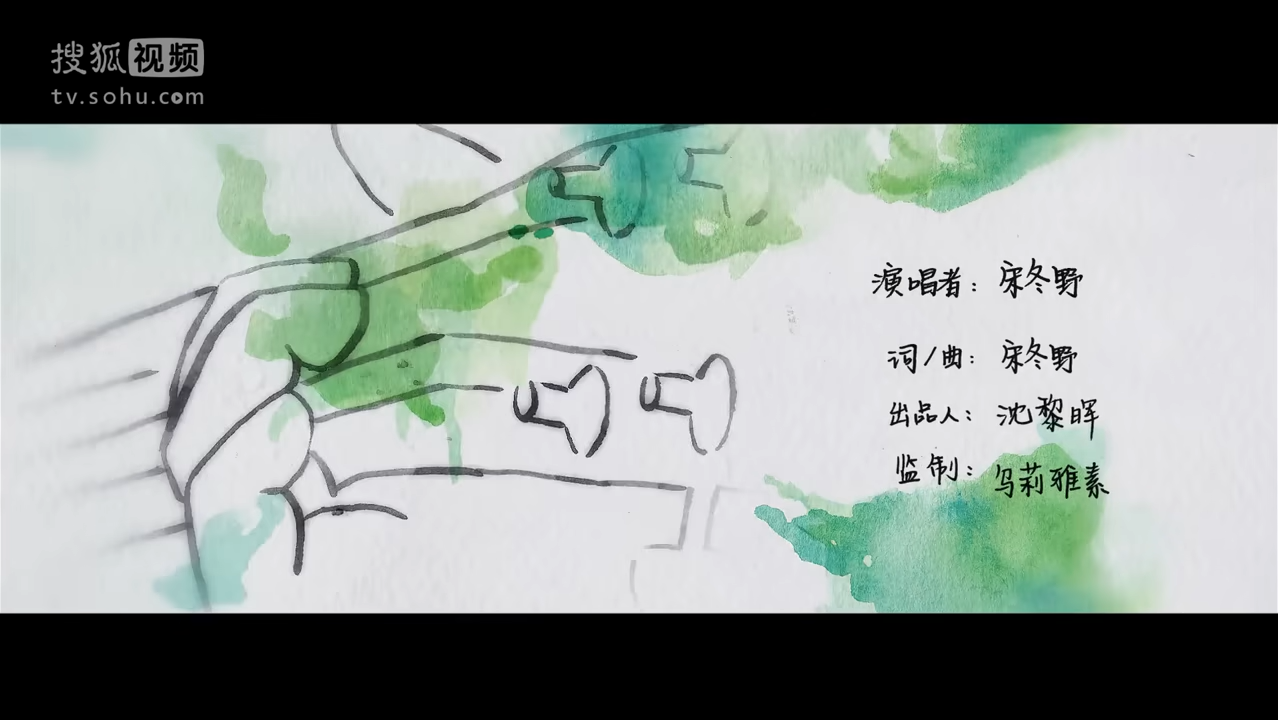 搜狐视频
tv.sohu.com
演唱者：宋冬野
词/曲：宋冬野
出品人：沈黎晖
监制：乌莉雅素